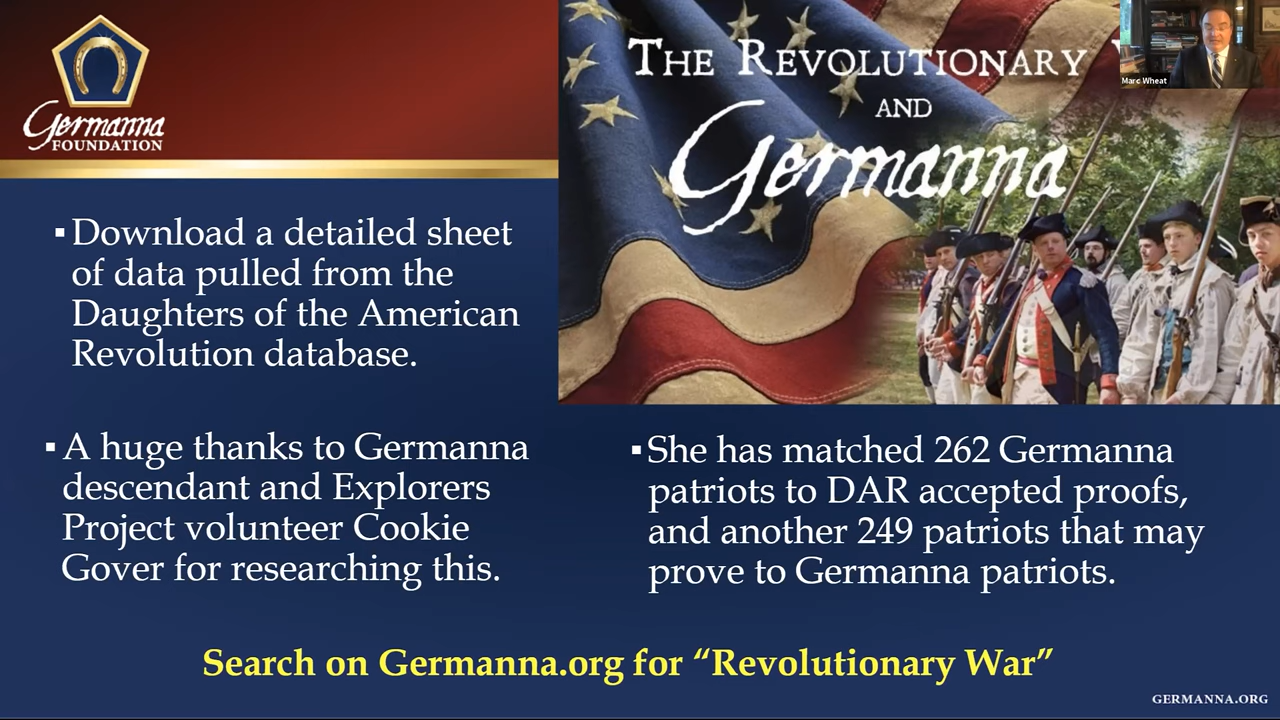 Germanna
FOUNDATION
THE REVOLUTIONARY
AND
Germanna
Marc Wheat
▪ Download a detailed sheet
of data pulled from the
Daughters of the American
Revolution database.
▪ A huge thanks to Germanna
descendant and Explorers
Project volunteer Cookie
Gover for researching this.
▪ She has matched 262 Germanna
patriots to DAR accepted proofs,
and another 249 patriots that may
prove to Germanna patriots.
Search on Germanna.org for “Revolutionary War”
GERMANNA.ORG